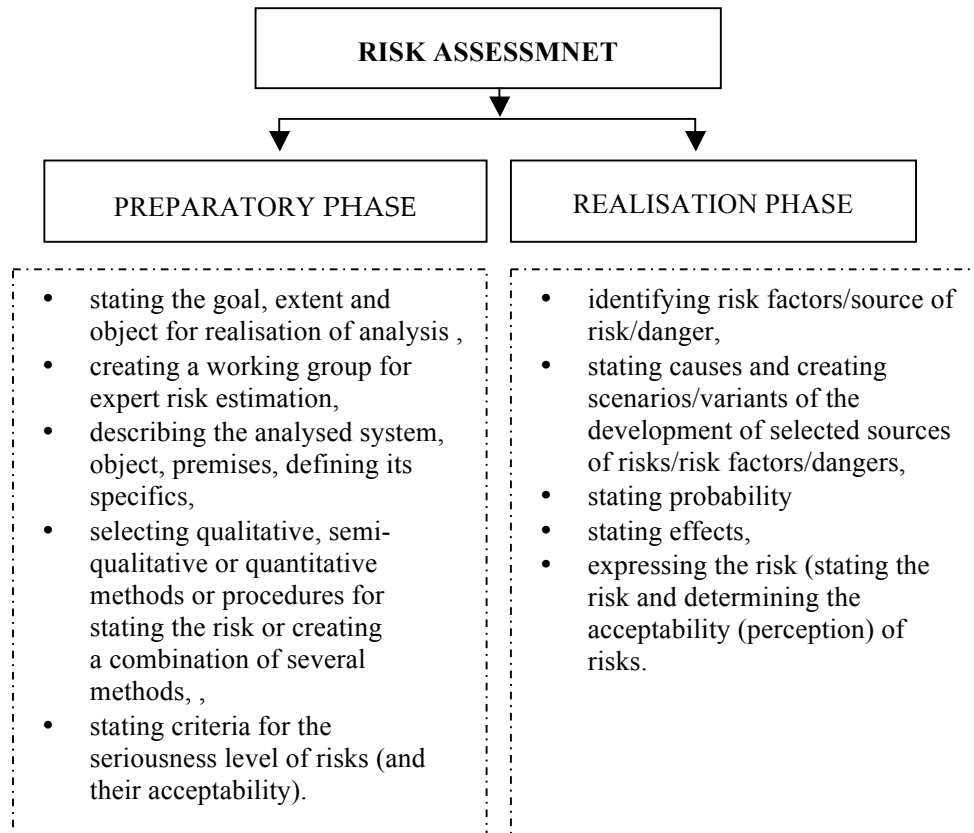 RISK ASSESSMNET
PREPARATORY PHASE
• stating the goal, extent and
object for realisation of analysis ,
• creating a working group for
expert risk estimation,
• describing the analysed system,
object, premises, defining its
specifics,
• selecting qualitative, semi-
qualitative or quantitative
methods or procedures for
stating the risk or creating
a combination of several
methods, ,
• stating criteria for the
seriousness level of risks (and
their acceptability).
REALISATION PHASE
• identifying risk factors/source of
risk/danger,
• stating causes and creating
scenarios/variants of the
development of selected sources
of risks/risk factors/dangers,
• stating probability
• stating effects,
• expressing the risk (stating the
risk and determining the
acceptability (perception) of
risks.